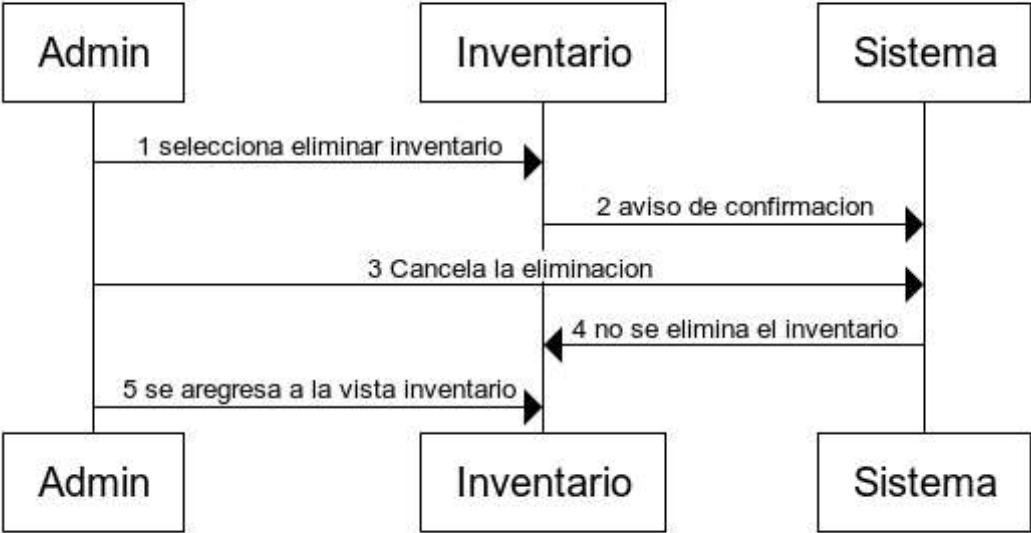 Admin
Inventario
Sistema
1 selecciona eliminar inventario
2 aviso de confirmacion
3 Cancela la eliminacion
4 no se elimina el inventario
5 se aregresa a la vista inventario
Admin
Inventario
Sistema